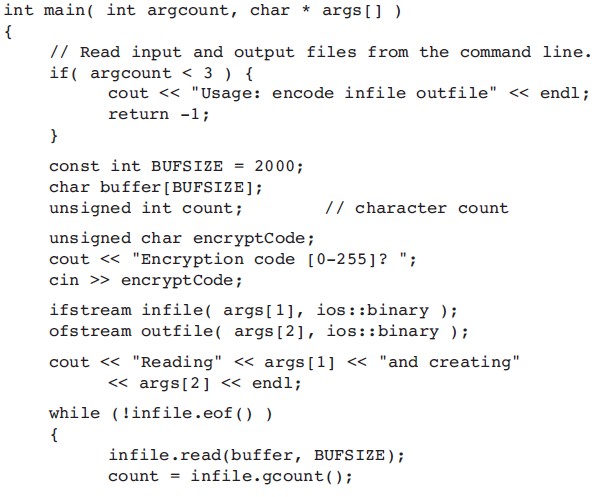 int main( int argcount, char * args[] )
{
// Read input and output files from the command line.
if( argcount < 3 ) {
cout << "Usage: encode infile outfile" << endl;
return -1;
}
const int BUFSIZE = 2000;
char buffer[BUFSIZE];
unsigned int count; // character count
unsigned char encryptCode;
cout << "Encryption code [0-255]? ";
cin >> encryptCode;
ifstream infile( args[1], ios::binary );
ofstream outfile( args[2], ios::binary );
cout << "Reading" << args[1] << "and creating"
<< args[2] << endl;
while (!infile.eof() )
{
infile.read(buffer, BUFSIZE);
count = infile.gcount();